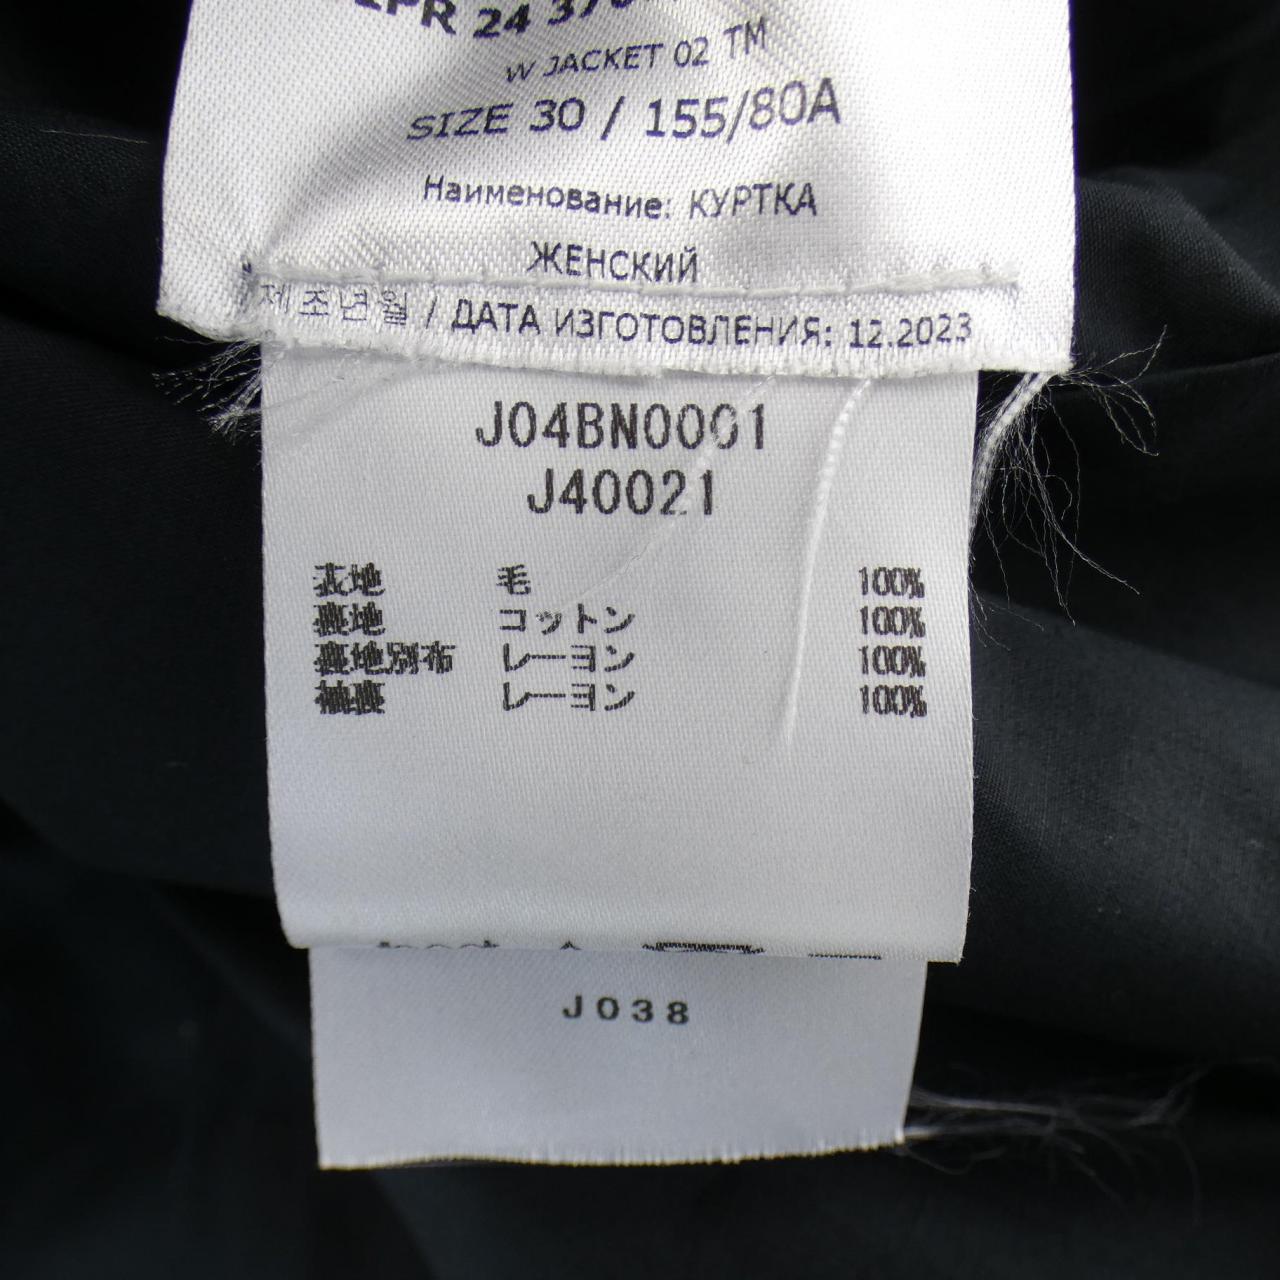 24
W JACKET 02 TM
SIZE 30 / 155/80A
Наименование: КУРТКА
ЖЕНСКИЙ
제조년월 / ДАТА ИЗГОТОВЛЕНИЯ: 12.2023
J04BN0001
J40021
表地 毛 100%
裏地 コットン 100%
裏地別布 レーヨン 100%
袖裏 レーヨン 100%
J038